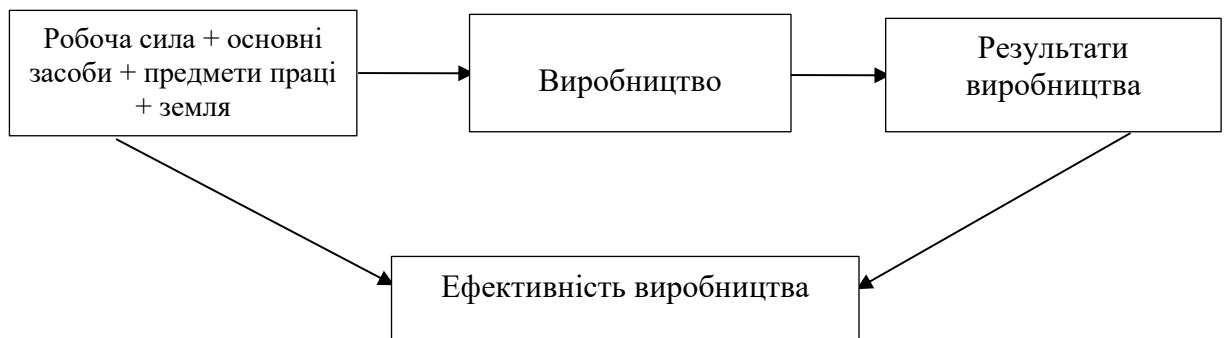 Робоча сила + основні
засоби + предмети праці
+ земля
Виробництво
Результати
виробництва
Ефективність виробництва